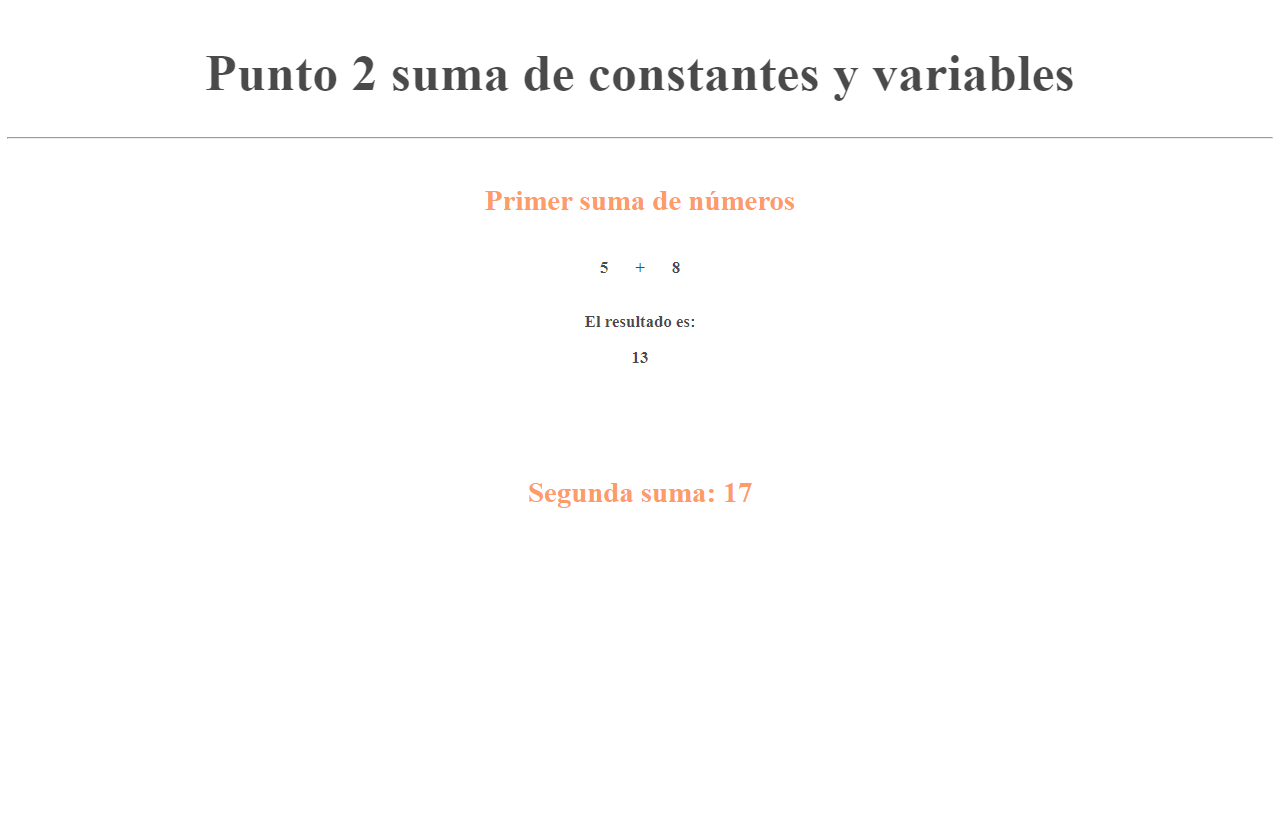 Punto 2 suma de constantes y variables
Primer suma de números
5 + 8
El resultado es:
13
Segunda suma: 17